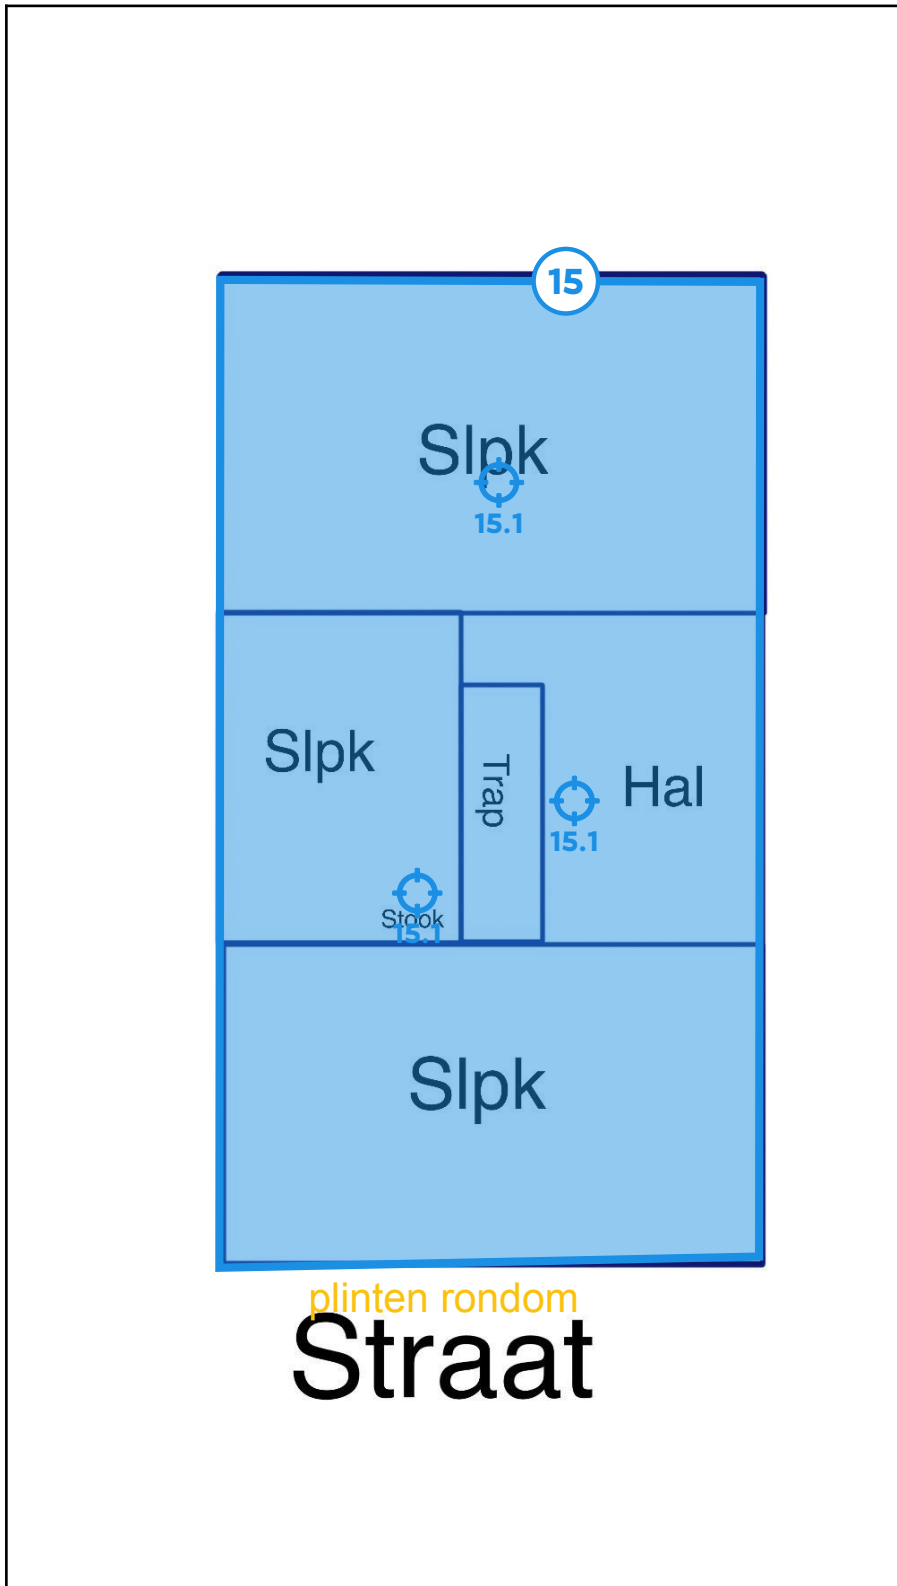 15
Slpk
15.1
Slpk
Trap
Hal
15.1
Stook
15.1
Slpk
plinten rondom
Straat